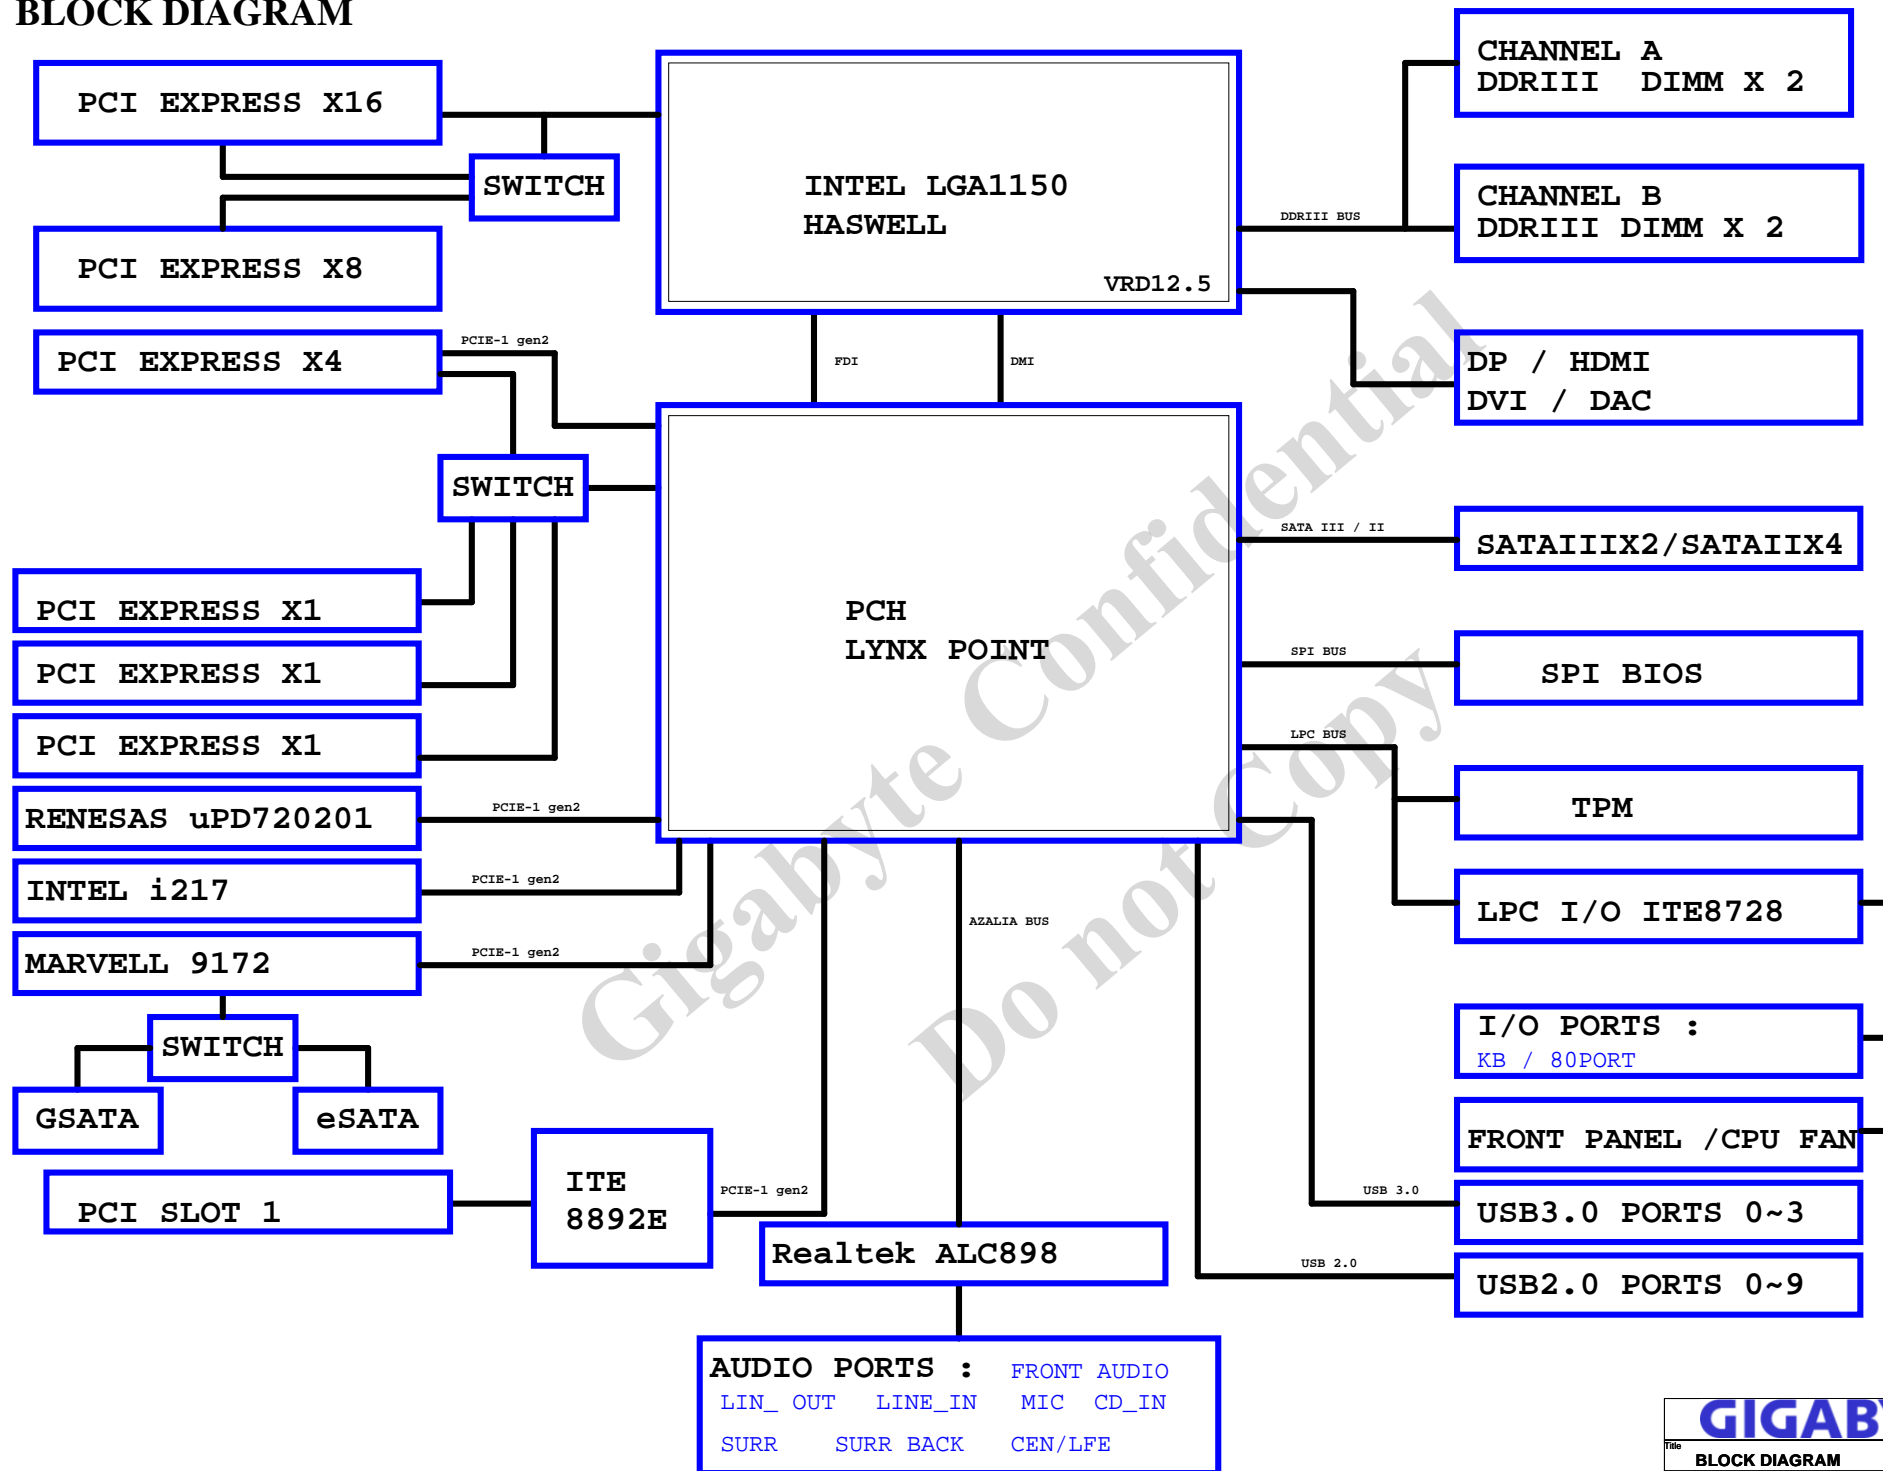 BLOCK DIAGRAM
PCI EXPRESS X16
SWITCH
PCI EXPRESS X8
INTEL LGA1150
HASWELL
VRD12.5
DDRIII BUS
CHANNEL A
DDRIII DIMM X 2
CHANNEL B
DDRIII DIMM X 2
PCI EXPRESS X4
PCIE-1 gen2
FDI
DMI
DP / HDMI
DVI / DAC
SWITCH
SATA III / II
SATAIIIX2/SATAIIX4
PCI EXPRESS X1
PCI EXPRESS X1
PCI EXPRESS X1
PCH
LYNX POINT
SPI BUS
SPI BIOS
LPC BUS
TPM
RENESAS uPD720201
PCIE-1 gen2
INTEL i217
PCIE-1 gen2
MARVELL 9172
PCIE-1 gen2
AZALIA BUS
LPC I/O ITE8728
SWITCH
GSATA
eSATA
I/O PORTS :
KB / 80PORT
FRONT PANEL /CPU FAN
PCI SLOT 1
ITE
8892E
PCIE-1 gen2
USB 3.0
USB3.0 PORTS 0~3
Realtek ALC898
USB 2.0
USB2.0 PORTS 0~9
AUDIO PORTS : FRONT AUDIO
LIN_ OUT LINE_IN MIC CD_IN
SURR SURR BACK CEN/LFE
Gigabyte Confidential
Do not Copy
GIGAB
Title
BLOCK DIAGRAM